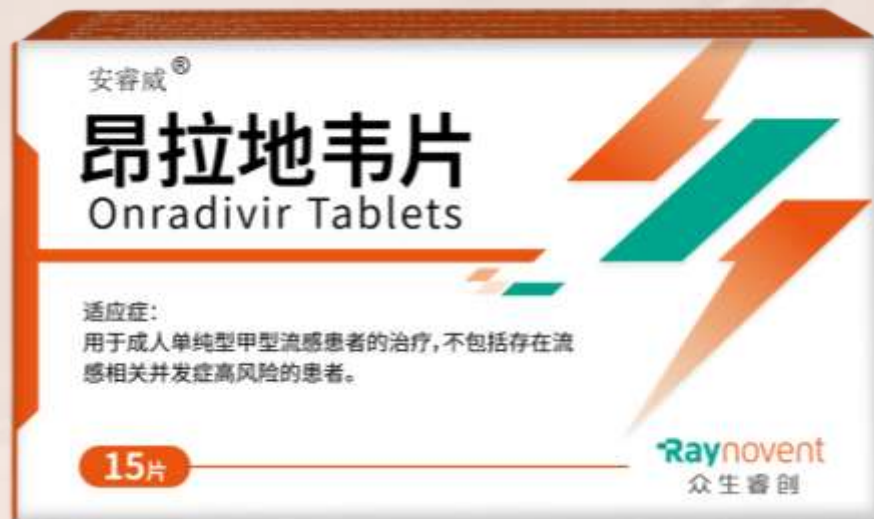 安睿威®
昂拉地韦片
Onradivir Tablets
适应症：
用于成人单纯型甲型流感患者的治疗，不包括存在流
感相关并发症高风险的患者。
15片
Raynovent
众生睿创